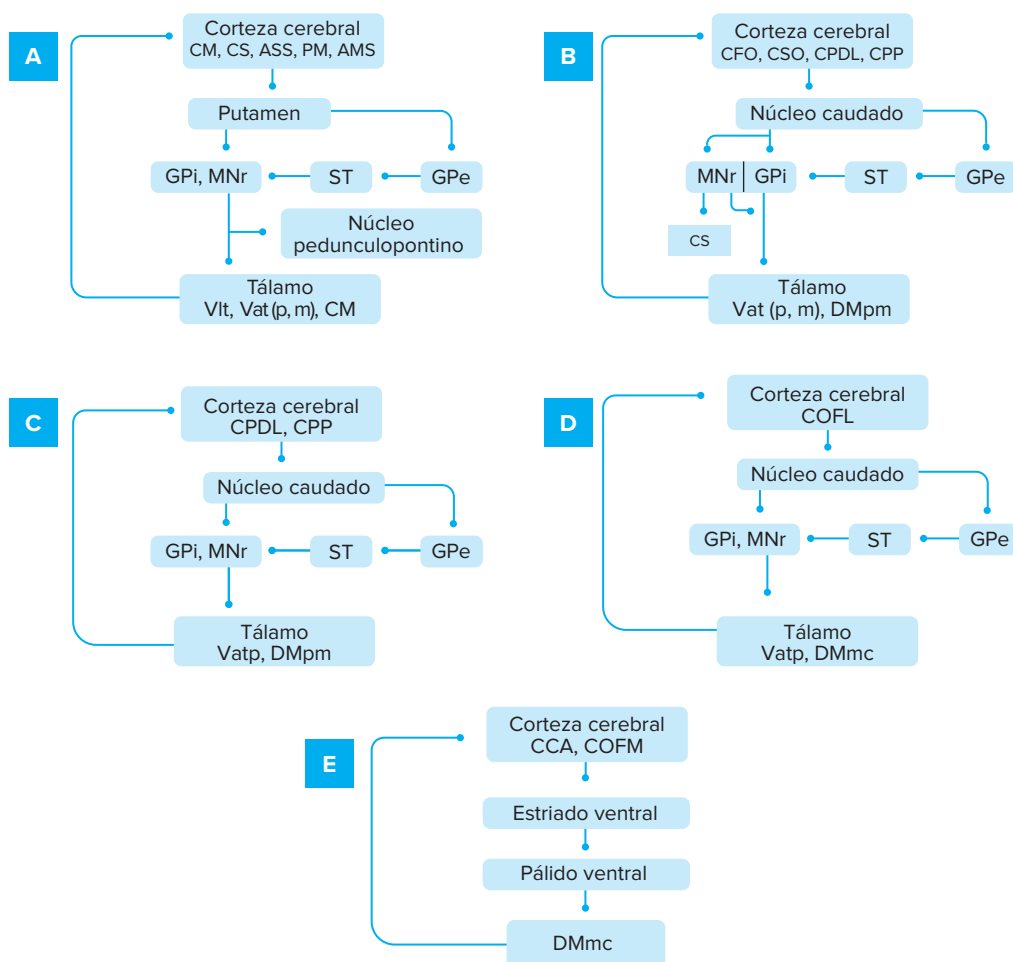 A
Corteza cerebral
CM, CS, ASS, PM, AMS
Putamen
GPi, MNr
ST
GPe
Núcleo
pedunculopontino
Tálamo
Vlt, Vat (p, m), CM
B
Corteza cerebral
CFO, CSO, CPDL, CPP
Núcleo caudado
MNr
GPi
ST
GPe
CS
Tálamo
Vat (p, m), DMpm
C
Corteza cerebral
CPDL, CPP
Núcleo caudado
GPi, MNr
ST
GPe
Tálamo
Vatp, DMpm
D
Corteza cerebral
COFL
Núcleo caudado
GPi, MNr
ST
GPe
Tálamo
Vatp, DMmc
E
Corteza cerebral
CCA, COFM
Estriado ventral
Pálido ventral
DMmc